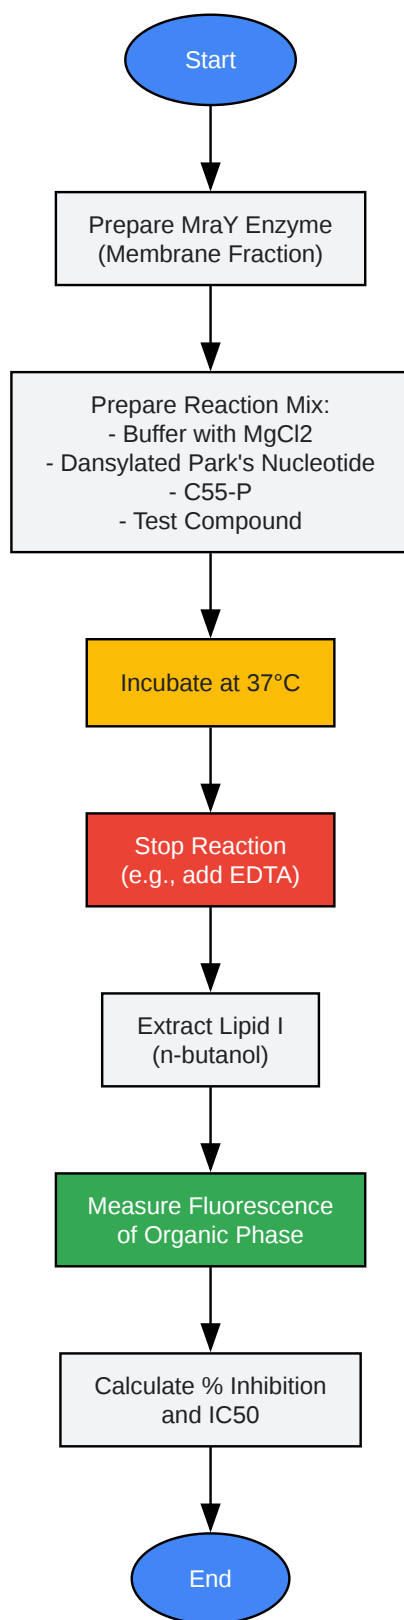 Start
Prepare MraY Enzyme
(Membrane Fraction)
Prepare Reaction Mix:
- Buffer with MgCl2
- Dansylated Park's Nucleotide
- C55-P
- Test Compound
Incubate at 37°C
Stop Reaction
(e.g., add EDTA)
Extract Lipid I
(n-butanol)
Measure Fluorescence
of Organic Phase
Calculate % Inhibition
and IC50
End